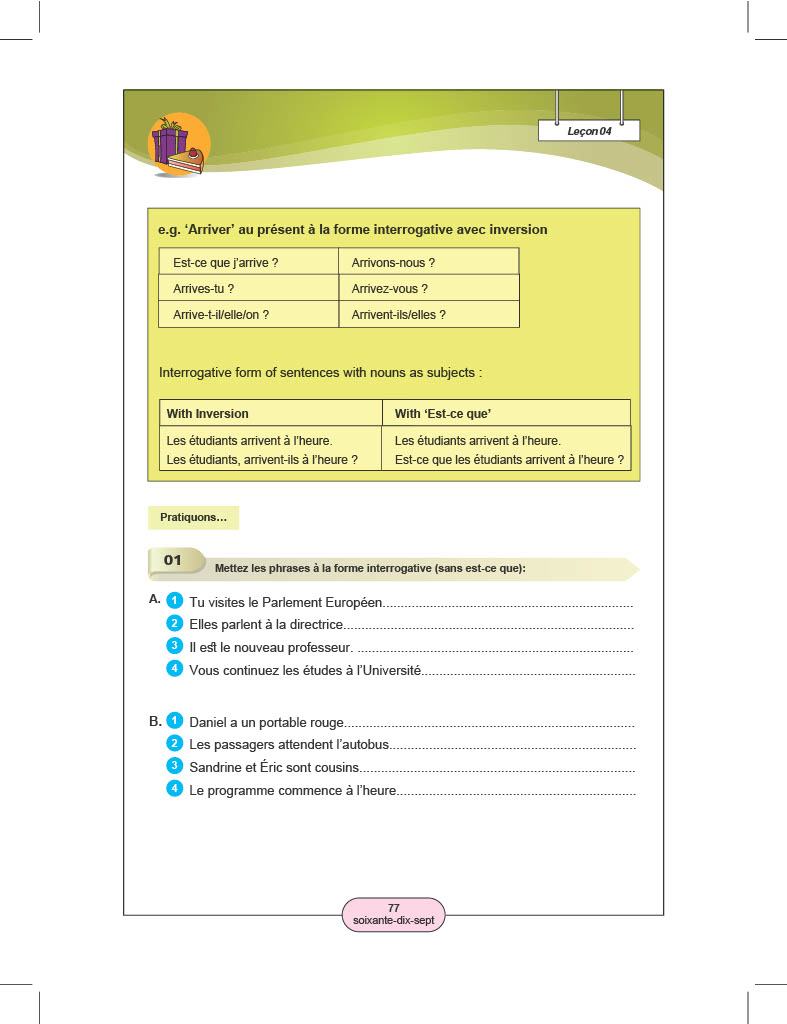 Leçon 04
e.g. ‘Arriver’ au présent à la forme interrogative avec inversion
Est-ce que j’arrive ? Arrivons-nous ?
Arrives-tu ? Arrivez-vous ?
Arrive-t-il/elle/on ? Arrivent-ils/elles ?
Interrogative form of sentences with nouns as subjects :
With Inversion With ‘Est-ce que’
Les étudiants arrivent à l’heure. Les étudiants arrivent à l’heure.
Les étudiants, arrivent-ils à l’heure ? Est-ce que les étudiants arrivent à l’heure ?
Pratiquons…
01 Mettez les phrases à la forme interrogative (sans est-ce que):
A. 1 Tu visites le Parlement Européen.....................................................................
2 Elles parlent à la directrice................................................................................
3 Il est le nouveau professeur. ............................................................................
4 Vous continuez les études à l’Université...........................................................
B. 1 Daniel a un portable rouge................................................................................
2 Les passagers attendent l’autobus....................................................................
3 Sandrine et Éric sont cousins............................................................................
4 Le programme commence à l’heure..................................................................
77
soixante-dix-sept